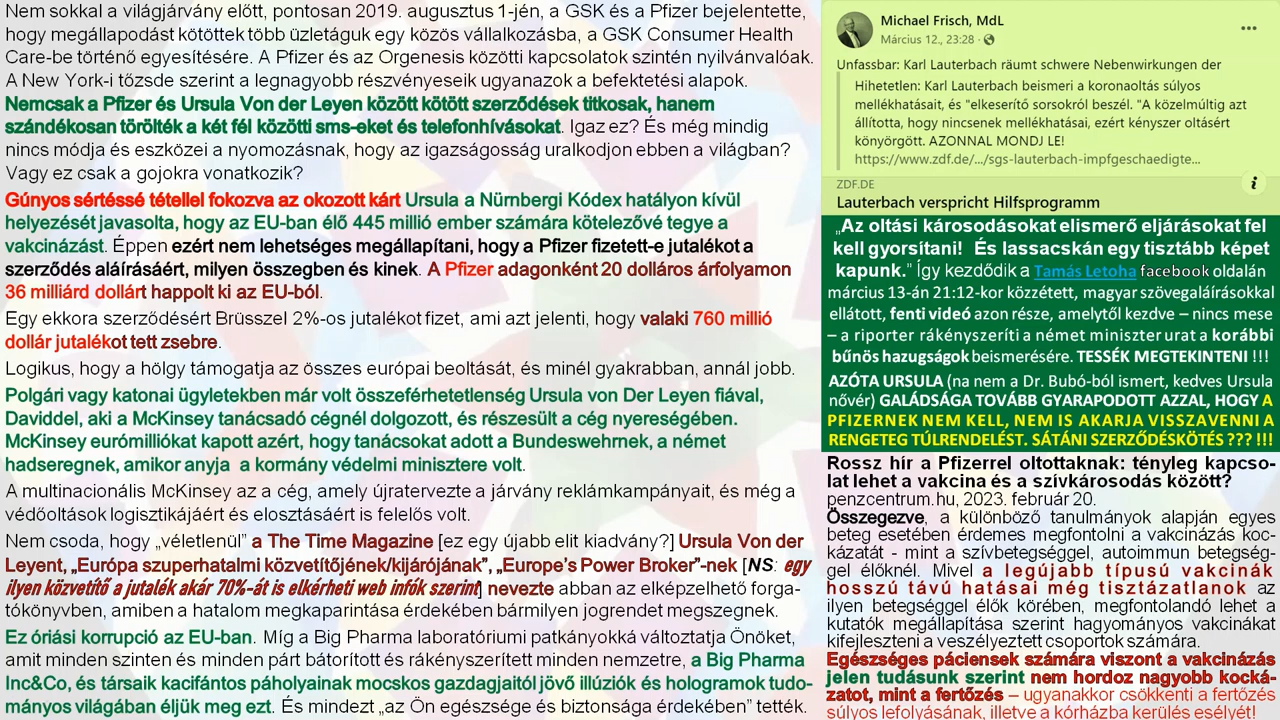 Nem sokkal a világjárvány előtt, pontosan 2019. augusztus 1-jén, a GSK és a Pfizer bejelentette,
hogy megállapodást kötöttek több üzletáguk egy közös vállalkozásba, a GSK Consumer Health
Care-be történő egyesítésére. A Pfizer és az Orgenesis közötti kapcsolatok szintén nyilvánvalóak.
A New York-i tőzsde szerint a legnagyobb részvényeseik ugyanazok a befektetési alapok.
Nemcsak a Pfizer és Ursula Von der Leyen között kötött szerződések titkosak, hanem
szándékosan törölték a két fél közötti sms-eket és telefonhívásokat. Igaz ez? És még mindig
nincs módja és eszközei a nyomozásnak, hogy az igazságosság uralkodjon ebben a világban?
Vagy ez csak a gojokra vonatkozik?
Gúnyos sértéssé tétellel fokozva az okozott kárt Ursula a Nürnbergi Kódex hatályon kívül
helyezését javasolta, hogy az EU-ban élő 445 millió ember számára kötelezővé tegye a
vakcinázást. Éppen ezért nem lehetséges megállapítani, hogy a Pfizer fizetett-e jutalékot a
szerződés aláírásáért, milyen összegben és kinek. A Pfizer adagonként 20 dolláros árfolyamon
36 milliárd dollárt happolt ki az EU-ból.
Egy ekkora szerződésért Brüsszel 2%-os jutalékot fizet, ami azt jelenti, hogy valaki 760 millió
dollár jutalékot tett zsebre.
Logikus, hogy a hölgy támogatja az összes európai beoltását, és minél gyakrabban, annál jobb.
Polgári vagy katonai ügyletekben már volt összeférhetetlenség Ursula von Der Leyen fiával,
Daviddel, aki a McKinsey tanácsadó cégnél dolgozott, és részesült a cég nyereségében.
McKinsey eurómilliókat kapott azért, hogy tanácsokat adott a Bundeswehrnek, a német
hadseregnek, amikor anyja a kormány védelmi minisztere volt.
A multinacionális McKinsey az a cég, amely újratervezte a járvány reklámkampányait, és még a
védőoltások logisztikájáért és elosztásáért is felelős volt.
Nem csoda, hogy „véletlenül” a The Time Magazine [ez egy újabb elit kiadvány?] Ursula Von der
Leyent, „Európa szuperhatalmi közvetítőjének/kijárójának”, „Europe's Power Broker”-nek [NS: egy
ilyen közvetítő a jutalék akár 70%-át is elkérheti web infók szerint] nevezte abban az elképzelhető forga-
tókönyvben, amiben a hatalom megkaparintása érdekében bármilyen jogrendet megszegnek.
Ez óriási korrupció az EU-ban. Míg a Big Pharma laboratóriumi patkányokká változtatja Önöket,
amit minden szinten és minden párt bátorított és rákényszerített minden nemzetre, a Big Pharma
Inc&Co, és társaik kacifántos páholyainak mocskos gazdagjaitól jövő illúziók és hologramok tudo-
mányos világában éljük meg ezt. És mindezt „az Ön egészsége és biztonsága érdekében” tették.
Michael Frisch, MdL
Március 12., 23:28 ·
Unfassbar: Karl Lauterbach räumt schwere Nebenwirkungen der
Hihetetlen: Karl Lauterbach beismeri a koronaoltás súlyos
mellékhatásait, és "elkeserítő sorsokról beszél. "A közelmúltig azt
állította, hogy nincsenek mellékhatásai, ezért kényszer oltásért
könyörgött. AZONNAL MONDJ LE!
https://www.zdf.de/.../sgs-lauterbach-impfgeschaedigte...
ZDF.DE
Lauterbach verspricht Hilfsprogramm
„Az oltási károsodásokat elismerő eljárásokat fel
kell gyorsítani! És lassacskán egy tisztább képet
kapunk.” Így kezdődik a Tamás Letoha facebook oldalán
március 13-án 21:12-kor közzétett, magyar szövegaláírásokkal
ellátott, fenti videó azon része, amelytől kezdve – nincs mese
– a riporter rákényszeríti a német miniszter urat a korábbi
bűnös hazugságok beismerésére. TESSÉK MEGTEKINTENI !!!
AZÓTA URSULA (na nem a Dr. Bubó-ból ismert, kedves Ursula
nővér) GALÁDSÁGA TOVÁBB GYARAPODOTT AZZAL, HOGY A
PFIZERNEK NEM KELL, NEM IS AKARJA VISSZAVENNI A
RENGETEG TÚLRENDELÉST. SÁTÁNI SZERZŐDÉSKÖTÉS ??? !!!
Rossz hír a Pfizerrel oltottaknak: tényleg kapcso-
lat lehet a vakcina és a szívkárosodás között?
penzcentrum.hu, 2023. február 20.
Összegezve, a különböző tanulmányok alapján egyes
beteg esetében érdemes megfontolni a vakcinázás koc-
kázatát - mint a szívbetegséggel, autoimmun betegség-
gel élőknél. Mivel a legújabb típusú vakcinák
hosszú távú hatásai még tisztázatlanok az
ilyen betegséggel élők körében, megfontolandó lehet a
kutatók megállapítása szerint hagyományos vakcinákat
kifejleszteni a veszélyeztett csoportok számára.
Egészséges páciensek számára viszont a vakcinázás
jelen tudásunk szerint nem hordoz nagyobb kocká-
zatot, mint a fertőzés – ugyanakkor csökkenti a fertőzés
súlyos lefolyásának, illetve a kórházba kerülés esélyét!